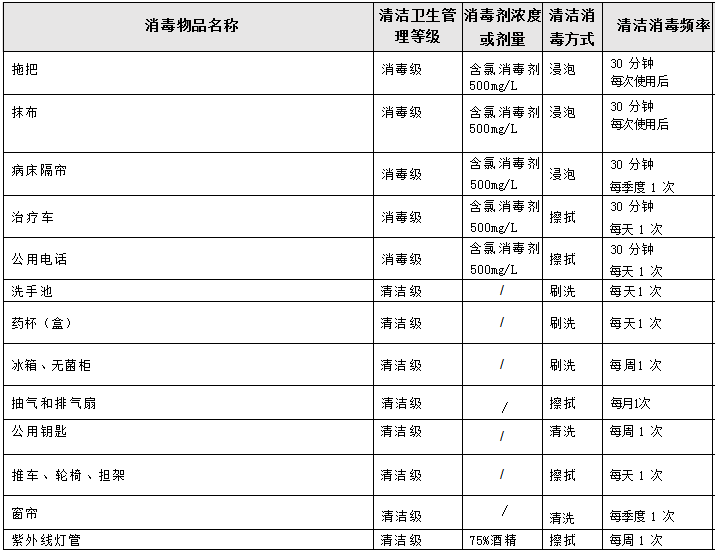 消毒物品名称 清洁卫生管理等级 消毒剂浓度或剂量 清洁消毒方式 清洁消毒频率
拖把 消毒级 含氯消毒剂 500mg/L 浸泡 30 分钟 每次使用后
抹布 消毒级 含氯消毒剂 500mg/L 浸泡 30 分钟 每次使用后
病床隔帘 消毒级 含氯消毒剂 500mg/L 浸泡 30 分钟 每季度 1 次
治疗车 消毒级 含氯消毒剂 500mg/L 擦拭 30 分钟 每天 1 次
公用电话 消毒级 含氯消毒剂 500mg/L 擦拭 30 分钟 每天 1 次
洗手池 清洁级 / 刷洗 每天1 次
药杯（盒） 清洁级 / 刷洗 每天1 次
冰箱、无菌柜 清洁级 / 刷洗 每周1 次
抽气和排气扇 清洁级 / 擦拭 每月1次
公用钥匙 清洁级 / 清洗 每周 1 次
推车、轮椅、担架 清洁级 / 擦拭 每天 1 次
窗帘 清洁级 / 清洗 每季度 1 次
紫外线灯管 清洁级 75%酒精 擦拭 每周 1 次